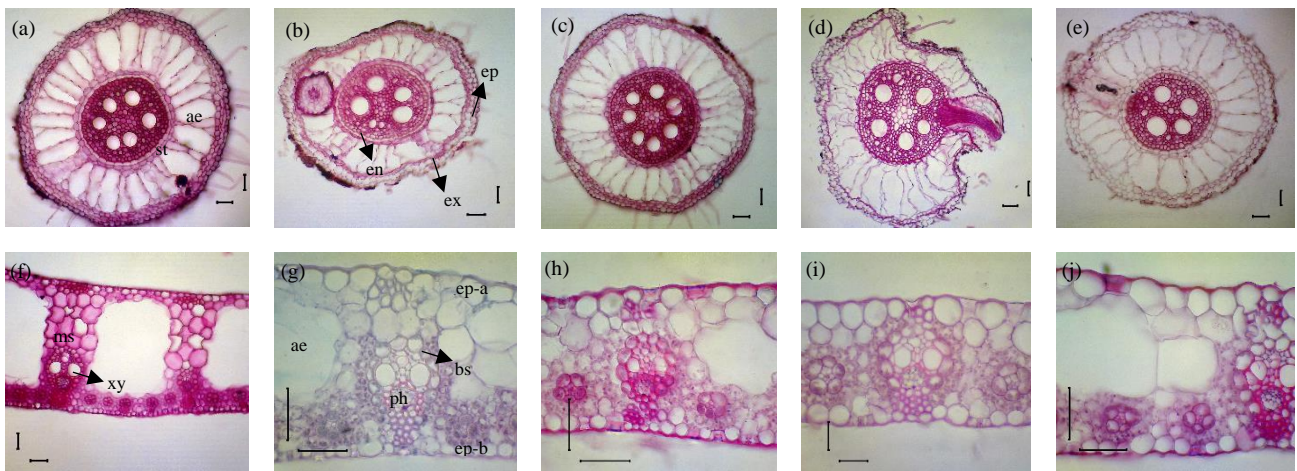 (a)
ae
st
(b)
ep
en
ex
(c)
(d)
(e)
(f)
ms
xy
(g)
ep-a
ae
bs
ph
ep-b
(h)
(i)
(j)